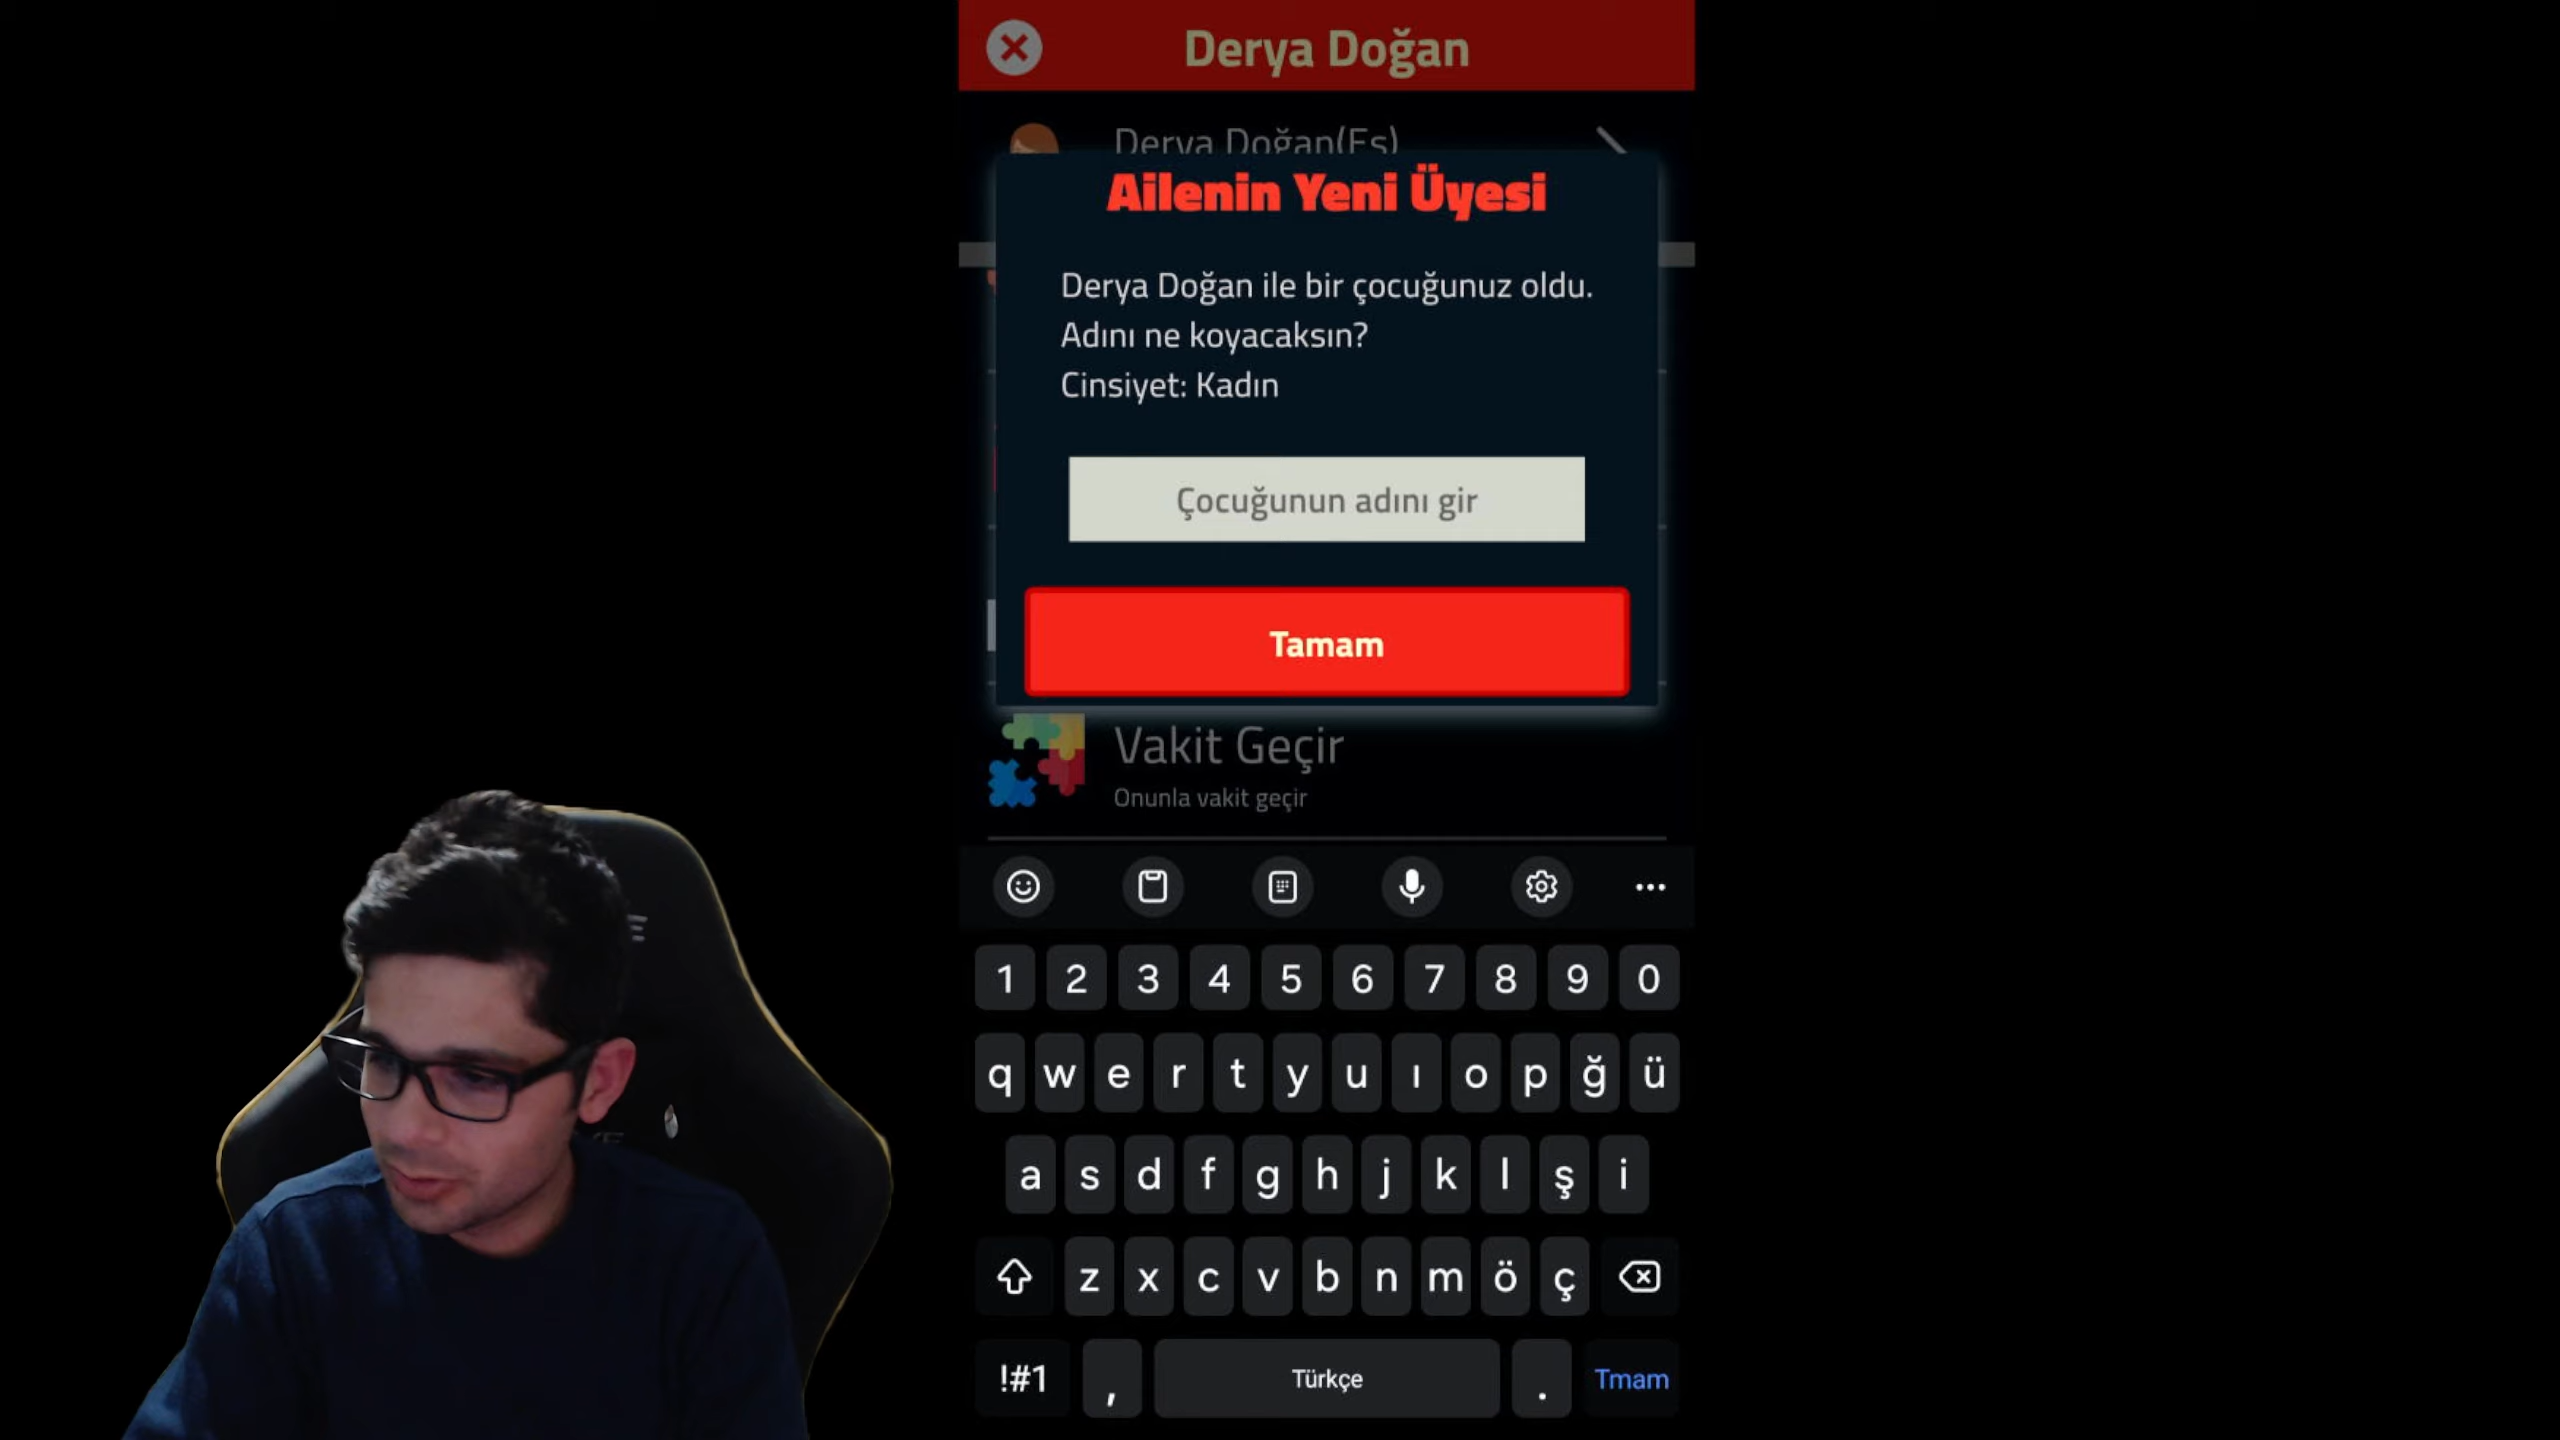 Derya Doğan
Derya Doğan(Eş)
Ailenin Yeni Üyesi
Derya Doğan ile bir çocuğunuz oldu.
Adını ne koyacaksın?
Cinsiyet: Kadın
Çocuğunun adını gir
Tamam
Vakit Geçir
Onunla vakit geçir
1 2 3 4 5 6 7 8 9 0
q w e r t y u ı o p ğ ü
a s d f g h j k l ş i
z x c v b n m ö ç
!#1 , Türkçe . Tmam